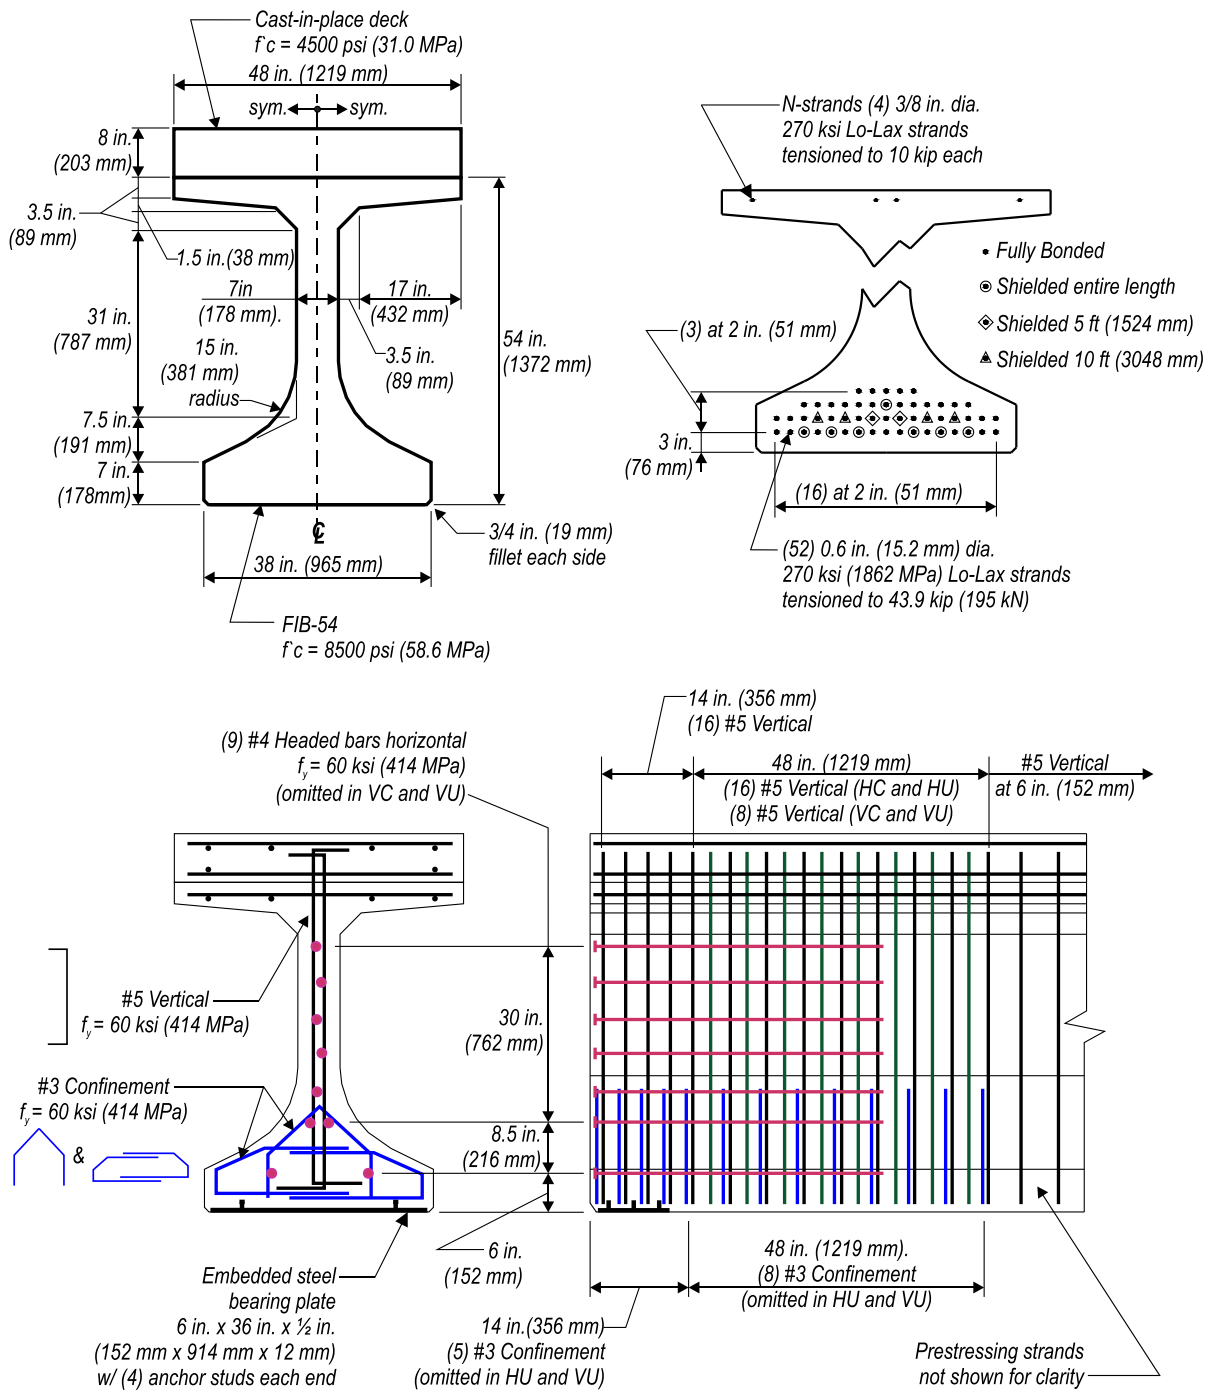 Cast-in-place deck
f`c = 4500 psi (31.0 MPa)
48 in. (1219 mm)
sym.
sym.
8 in.
(203 mm)
3.5 in.
(89 mm)
1.5 in.(38 mm)
7in
(178 mm).
17 in.
(432 mm)
31 in.
(787 mm)
15 in.
(381 mm)
radius
3.5 in.
(89 mm)
54 in.
(1372 mm)
7.5 in.
(191 mm)
7 in.
(178mm)
CL
3/4 in. (19 mm)
fillet each side
38 in. (965 mm)
FIB-54
f`c = 8500 psi (58.6 MPa)
N-strands (4) 3/8 in. dia.
270 ksi Lo-Lax strands
tensioned to 10 kip each
Fully Bonded
Shielded entire length
Shielded 5 ft (1524 mm)
Shielded 10 ft (3048 mm)
(3) at 2 in. (51 mm)
3 in.
(76 mm)
(16) at 2 in. (51 mm)
(52) 0.6 in. (15.2 mm) dia.
270 ksi (1862 MPa) Lo-Lax strands
tensioned to 43.9 kip (195 kN)
(9) #4 Headed bars horizontal
fy = 60 ksi (414 MPa)
(omitted in VC and VU)
14 in. (356 mm)
(16) #5 Vertical
48 in. (1219 mm)
(16) #5 Vertical (HC and HU)
(8) #5 Vertical (VC and VU)
#5 Vertical
at 6 in. (152 mm)
#5 Vertical
fy = 60 ksi (414 MPa)
#3 Confinement
fy = 60 ksi (414 MPa)
&
30 in.
(762 mm)
8.5 in.
(216 mm)
6 in.
(152 mm)
Embedded steel
bearing plate
6 in. x 36 in. x ½ in.
(152 mm x 914 mm x 12 mm)
w/ (4) anchor studs each end
14 in.(356 mm)
(5) #3 Confinement
(omitted in HU and VU)
48 in. (1219 mm).
(8) #3 Confinement
(omitted in HU and VU)
Prestressing strands
not shown for clarity